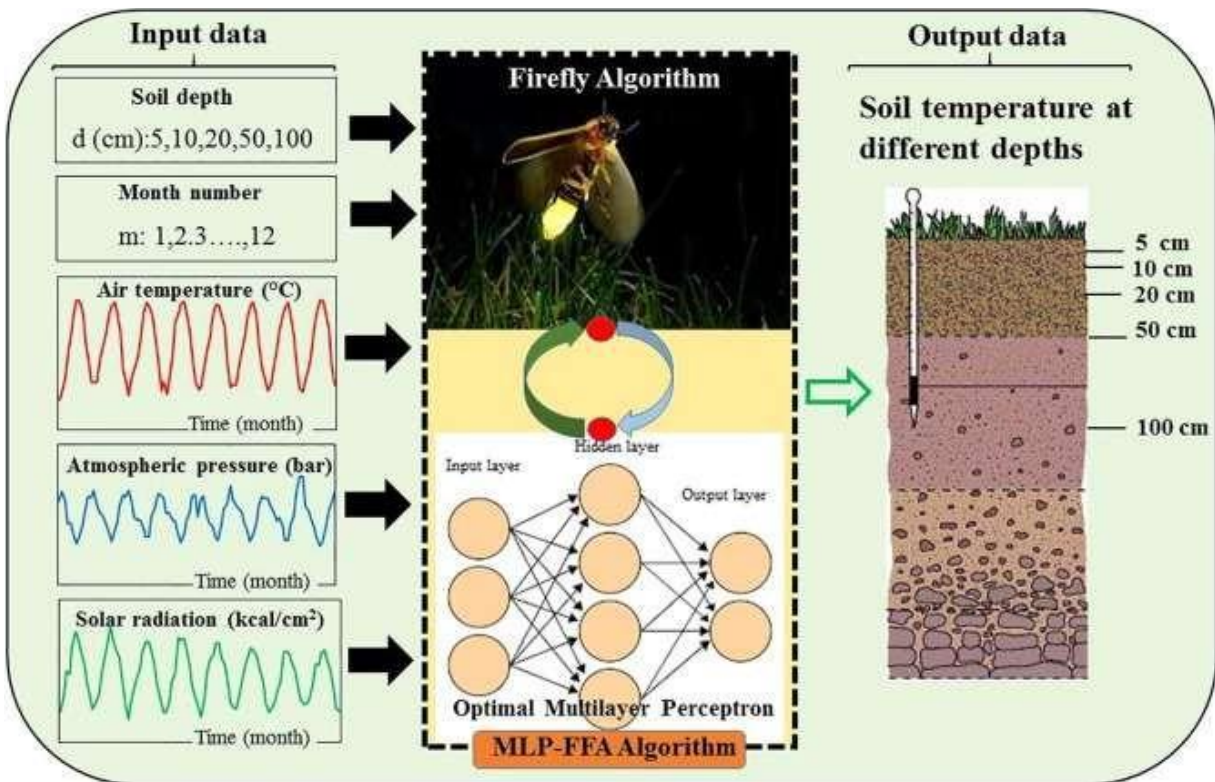 Input data
Soil depth
d (cm):5,10,20,50,100
Month number
m: 1,2.3….,12
Air temperature (°C)
Time (month)
Atmospheric pressure (bar)
Time (month)
Solar radiation (kcal/cm²)
Time (month)
Firefly Algorithm
Hidden layer
Input layer
Output layer
Optimal Multilayer Perceptron
MLP-FFA Algorithm
Output data
Soil temperature at
different depths
5 cm
10 cm
20 cm
50 cm
100 cm